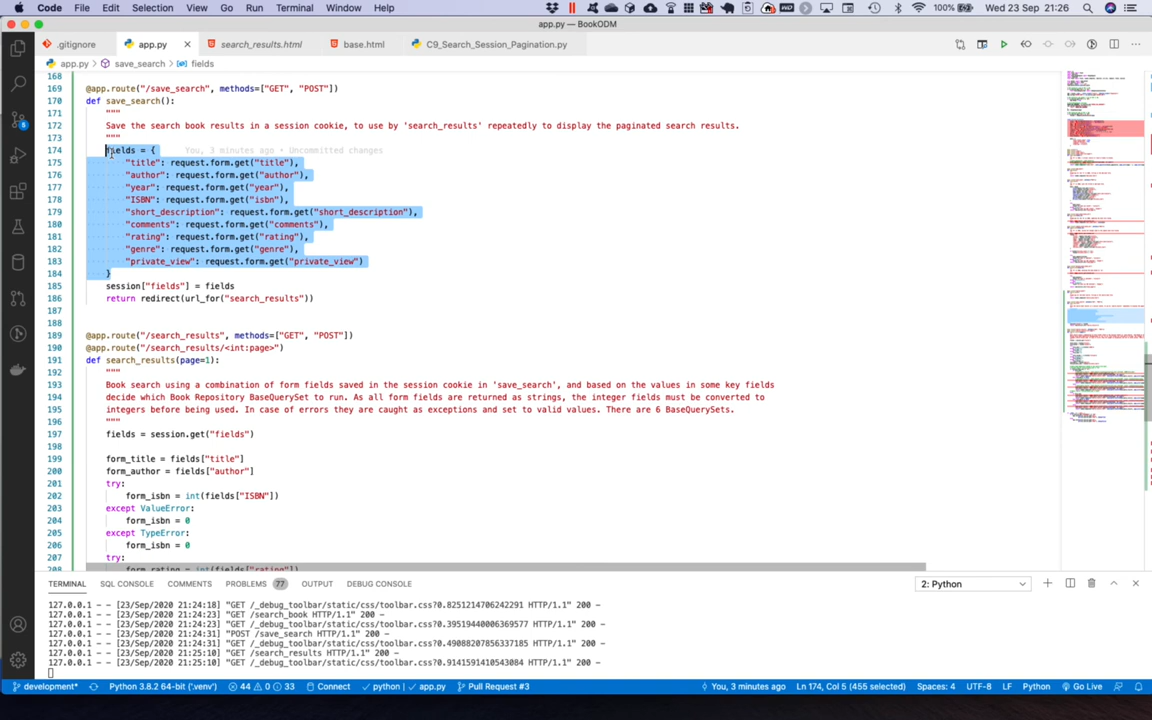 Code File Edit Selection View Go Run Terminal Window Help 100% Wed 23 Sep 21:26
app.py — BookODM
.gitignore app.py search_results.html base.html C9_Search_Session_Pagination.py
app.py > save_search > fields
168
169 @app.route("/save_search", methods=["GET", "POST"])
170 def save_search():
171 """
172 Save the search book results in a session cookie, to use by 'search_results' repeatedly to display the paginated search results.
173 """
174 fields = { You, 3 minutes ago • Uncommitted changes
175 "title": request.form.get("title"),
176 "author": request.form.get("author"),
177 "year": request.form.get("year"),
178 "ISBN": request.form.get("isbn"),
179 "short_description": request.form.get("short_description"),
180 "comments": request.form.get("comments"),
181 "rating": request.form.get("rating"),
182 "genre": request.form.get("genre"),
183 "private_view": request.form.get("private_view")
184 }
185 session["fields"] = fields
186 return redirect(url_for("search_results"))
187
188
189 @app.route("/search_results", methods=["GET", "POST"])
190 @app.route("/search_results/<int:page>")
191 def search_results(page=1):
192 """
193 Book search using a combination of form fields saved in the session cookie in 'save_search', and based on the values in some key fields
194 decide which Book Repository BaseQuerySet to run. As all form fields are returned as strings, the integer fields must be converted to
195 integers before being used. In case of errors they are caught as exceptions and set to valid values. There are 6 BaseQuerySets.
196 """
197 fields = session.get("fields")
198
199 form_title = fields["title"]
200 form_author = fields["author"]
201 try:
202 form_isbn = int(fields["ISBN"])
203 except ValueError:
204 form_isbn = 0
205 except TypeError:
206 form_isbn = 0
207 try:
208 form_rating = int(fields["rating"])
TERMINAL SQL CONSOLE COMMENTS PROBLEMS 77 OUTPUT DEBUG CONSOLE 2: Python
127.0.0.1 - - [23/Sep/2020 21:24:18] "GET /_debug_toolbar/static/css/toolbar.css?0.8251214706242291 HTTP/1.1" 200 -
127.0.0.1 - - [23/Sep/2020 21:24:23] "GET /search_book HTTP/1.1" 200 -
127.0.0.1 - - [23/Sep/2020 21:24:23] "GET /_debug_toolbar/static/css/toolbar.css?0.39519440006369577 HTTP/1.1" 200 -
127.0.0.1 - - [23/Sep/2020 21:24:31] "POST /save_search HTTP/1.1" 200 -
127.0.0.1 - - [23/Sep/2020 21:24:31] "GET /_debug_toolbar/static/css/toolbar.css?0.49088207856837185 HTTP/1.1" 200 -
127.0.0.1 - - [23/Sep/2020 21:25:10] "GET /search_results HTTP/1.1" 200 -
127.0.0.1 - - [23/Sep/2020 21:25:10] "GET /_debug_toolbar/static/css/toolbar.css?0.9141591410543084 HTTP/1.1" 200 -
development* Python 3.8.2 64-bit ('.venv') 44 0 33 Connect python app.py Pull Request #3 You, 3 minutes ago Ln 174, Col 5 (455 selected) Spaces: 4 UTF-8 LF Python Go Live